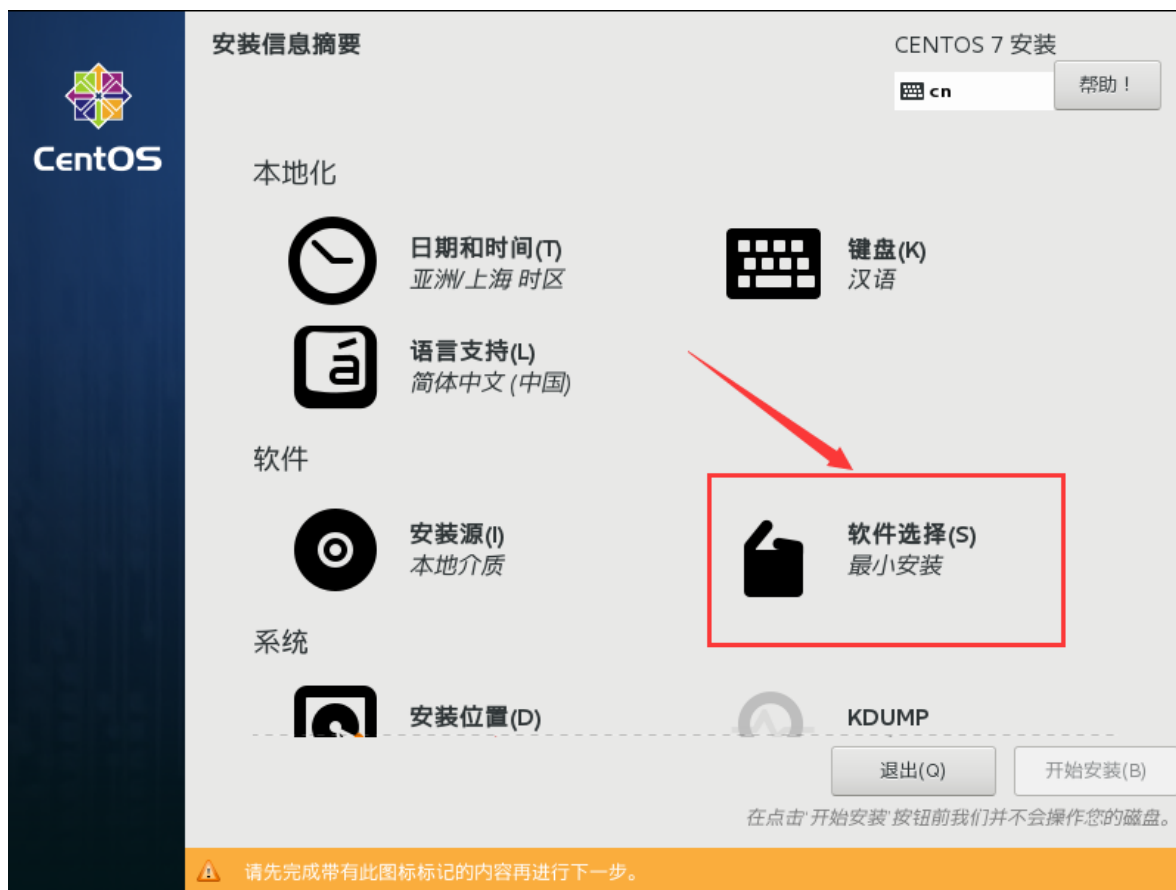 安装信息摘要
CENTOS 7 安装
cn
帮助！
CentOS
本地化
日期和时间(T)
亚洲/上海 时区
键盘(K)
汉语
á
语言支持(L)
简体中文 (中国)
软件
安装源(I)
本地介质
软件选择(S)
最小安装
系统
安装位置(D)
KDUMP
退出(Q)
开始安装(B)
在点击'开始安装'按钮前我们并不会操作您的磁盘。
请先完成带有此图标标记的内容再进行下一步。